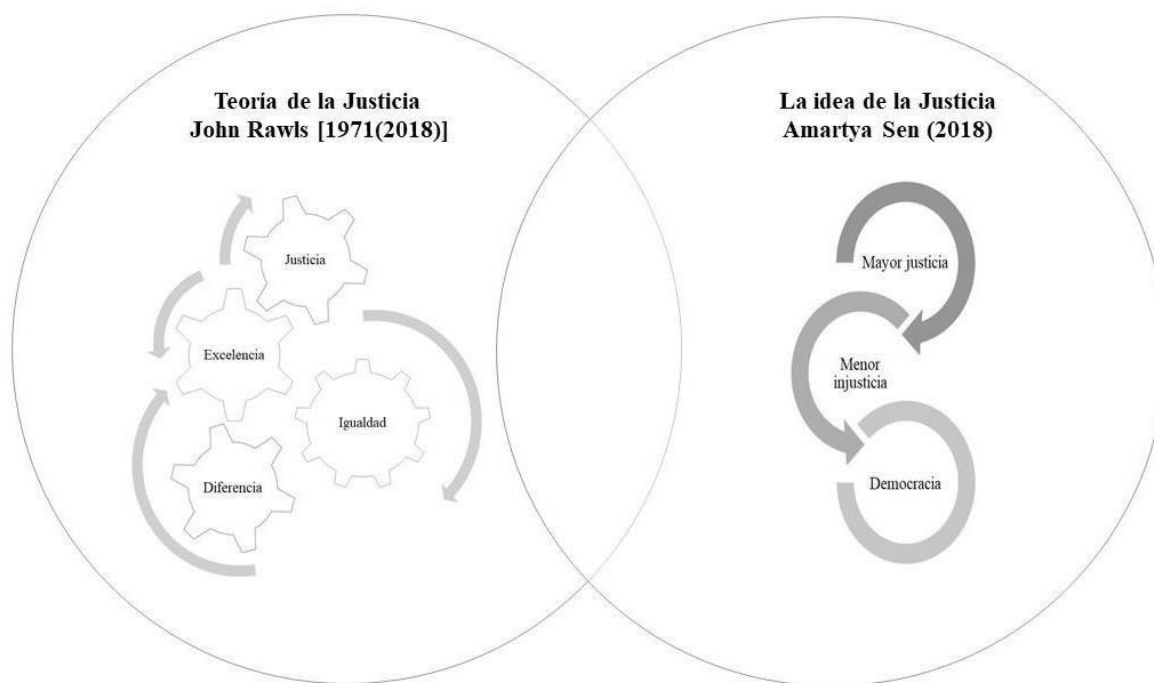 Teoría de la Justicia
John Rawls [1971(2018)]
Justicia
Excelencia
Igualdad
Diferencia
La idea de la Justicia
Amartya Sen (2018)
Mayor justicia
Menor
injusticia
Democracia